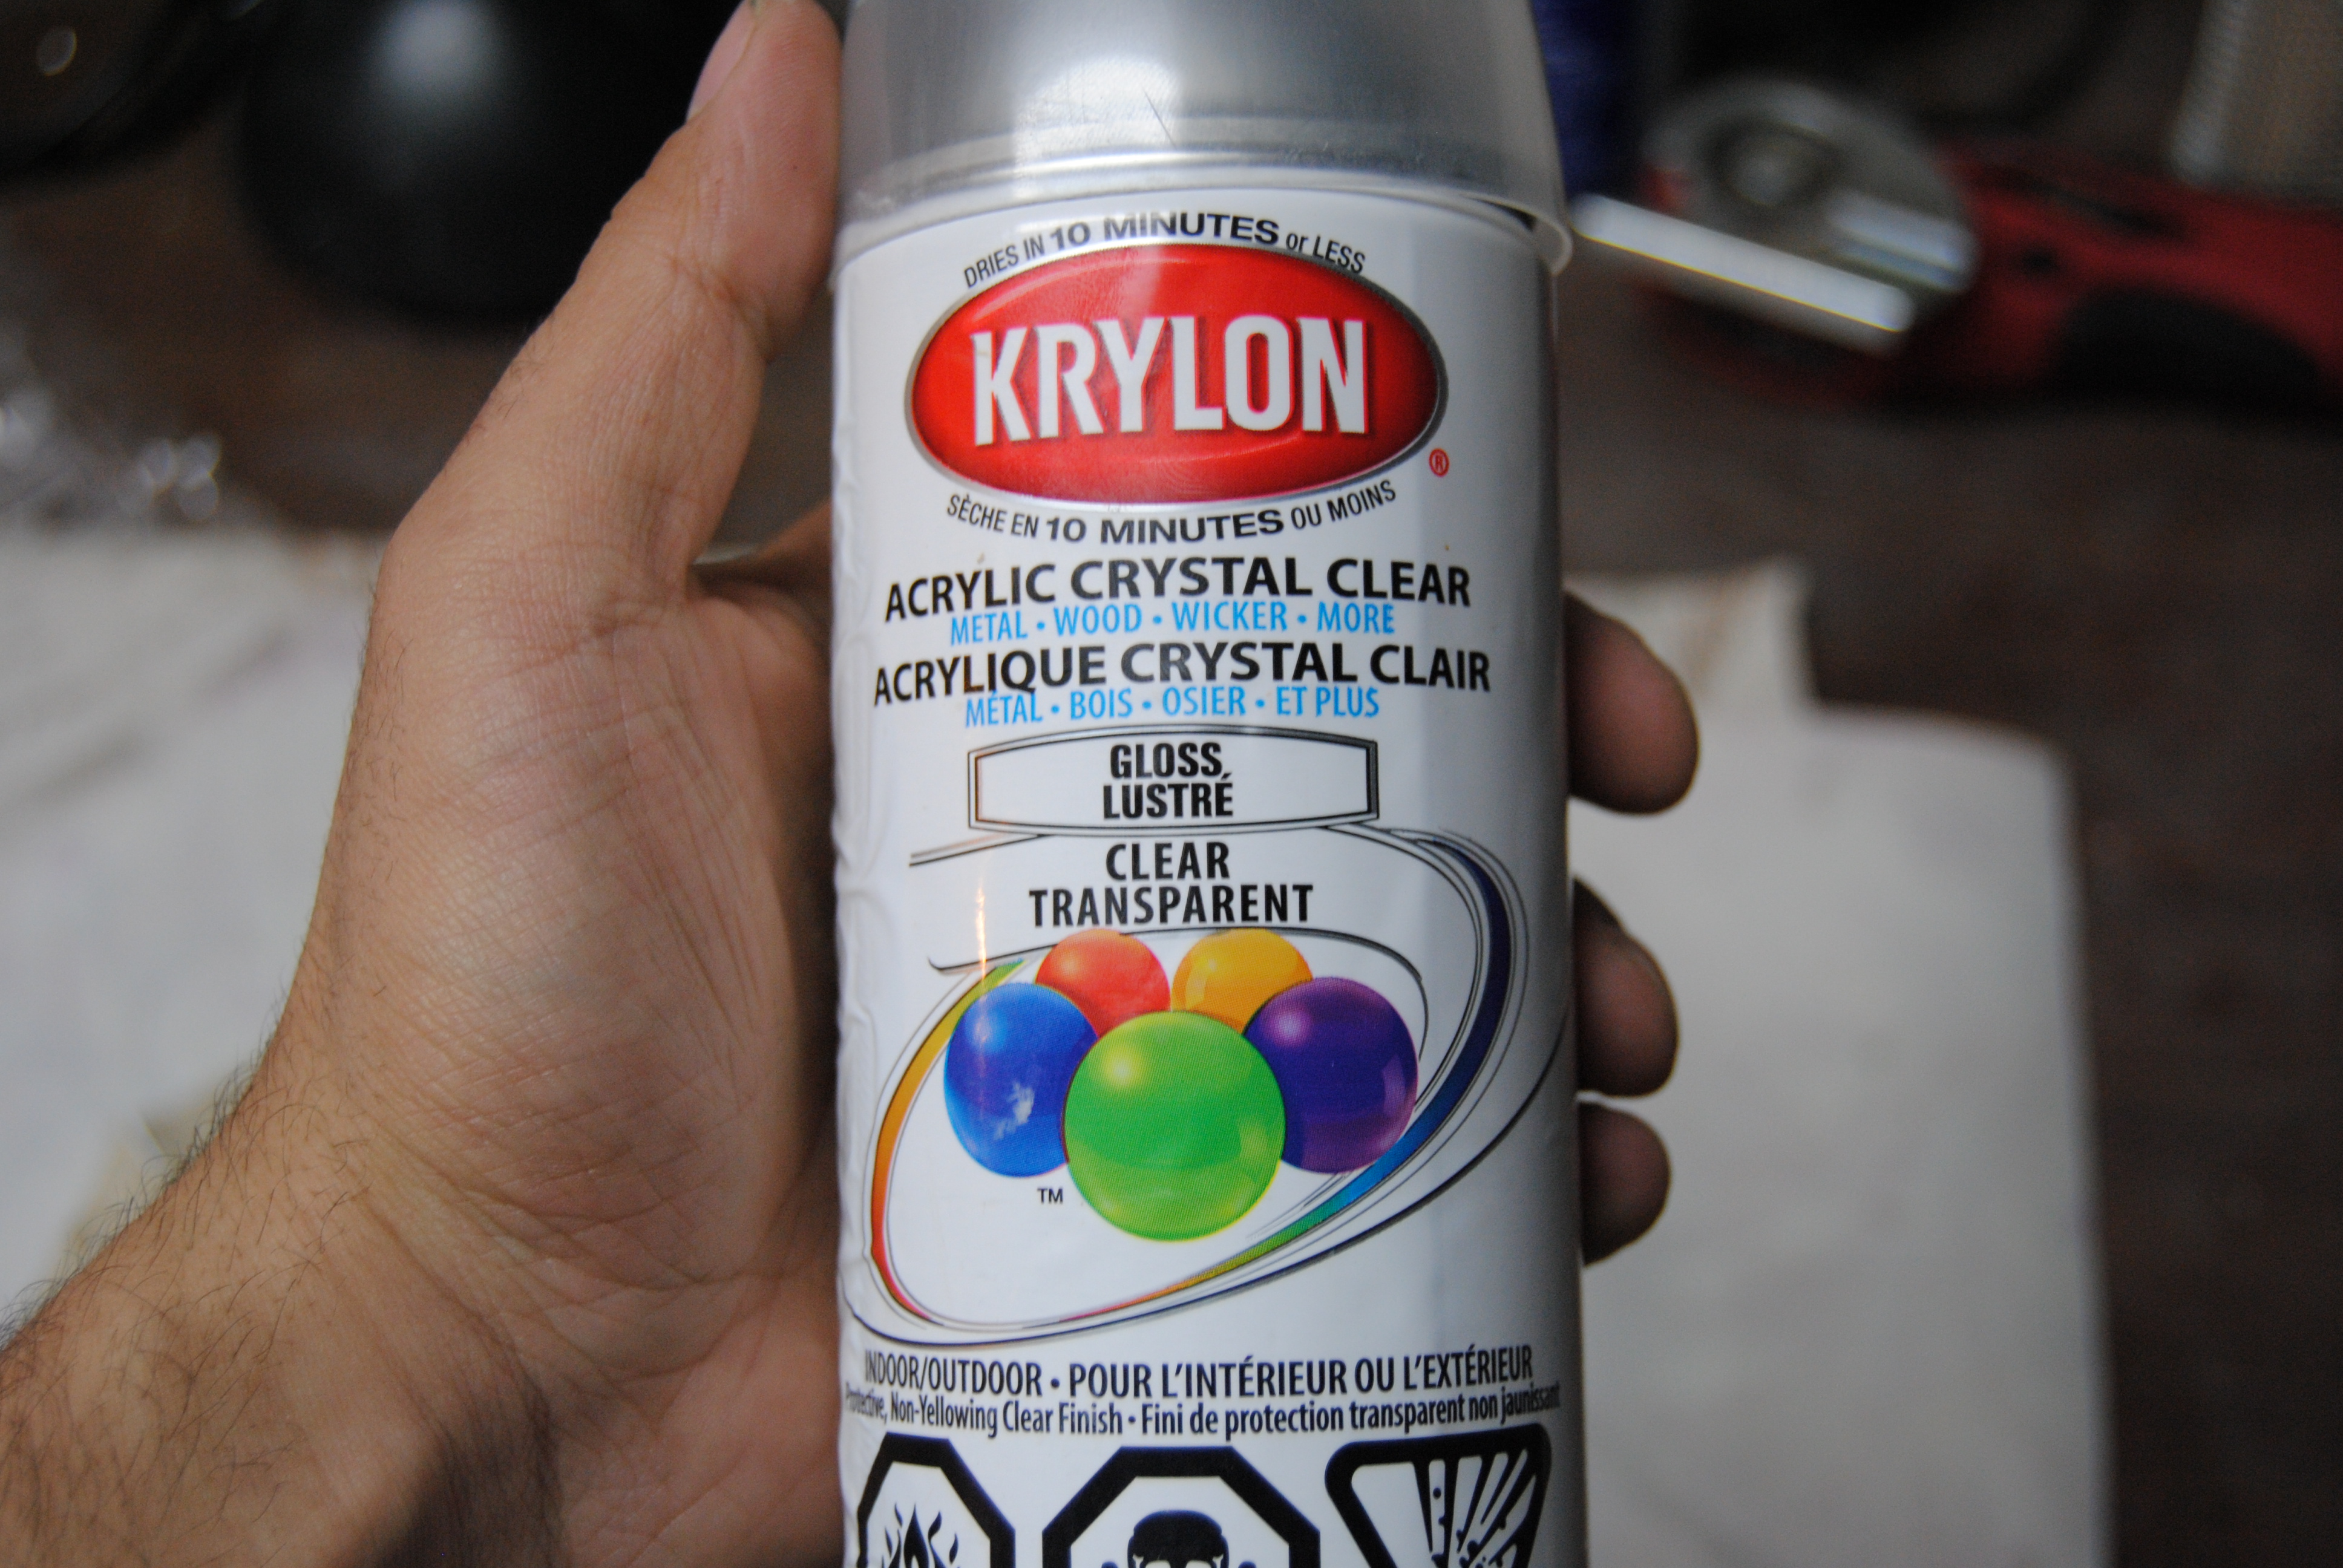 DRIES IN 10 MINUTES or LESS
KRYLON
®
SÈCHE EN 10 MINUTES OU MOINS
ACRYLIC CRYSTAL CLEAR
METAL • WOOD • WICKER • MORE
ACRYLIQUE CRYSTAL CLAIR
MÉTAL • BOIS • OSIER • ET PLUS
GLOSS
LUSTRÉ
CLEAR
TRANSPARENT
TM
INDOOR/OUTDOOR • POUR L'INTÉRIEUR OU L'EXTÉRIEUR
Protective, Non-Yellowing Clear Finish • Fini de protection transparent non jaunissant